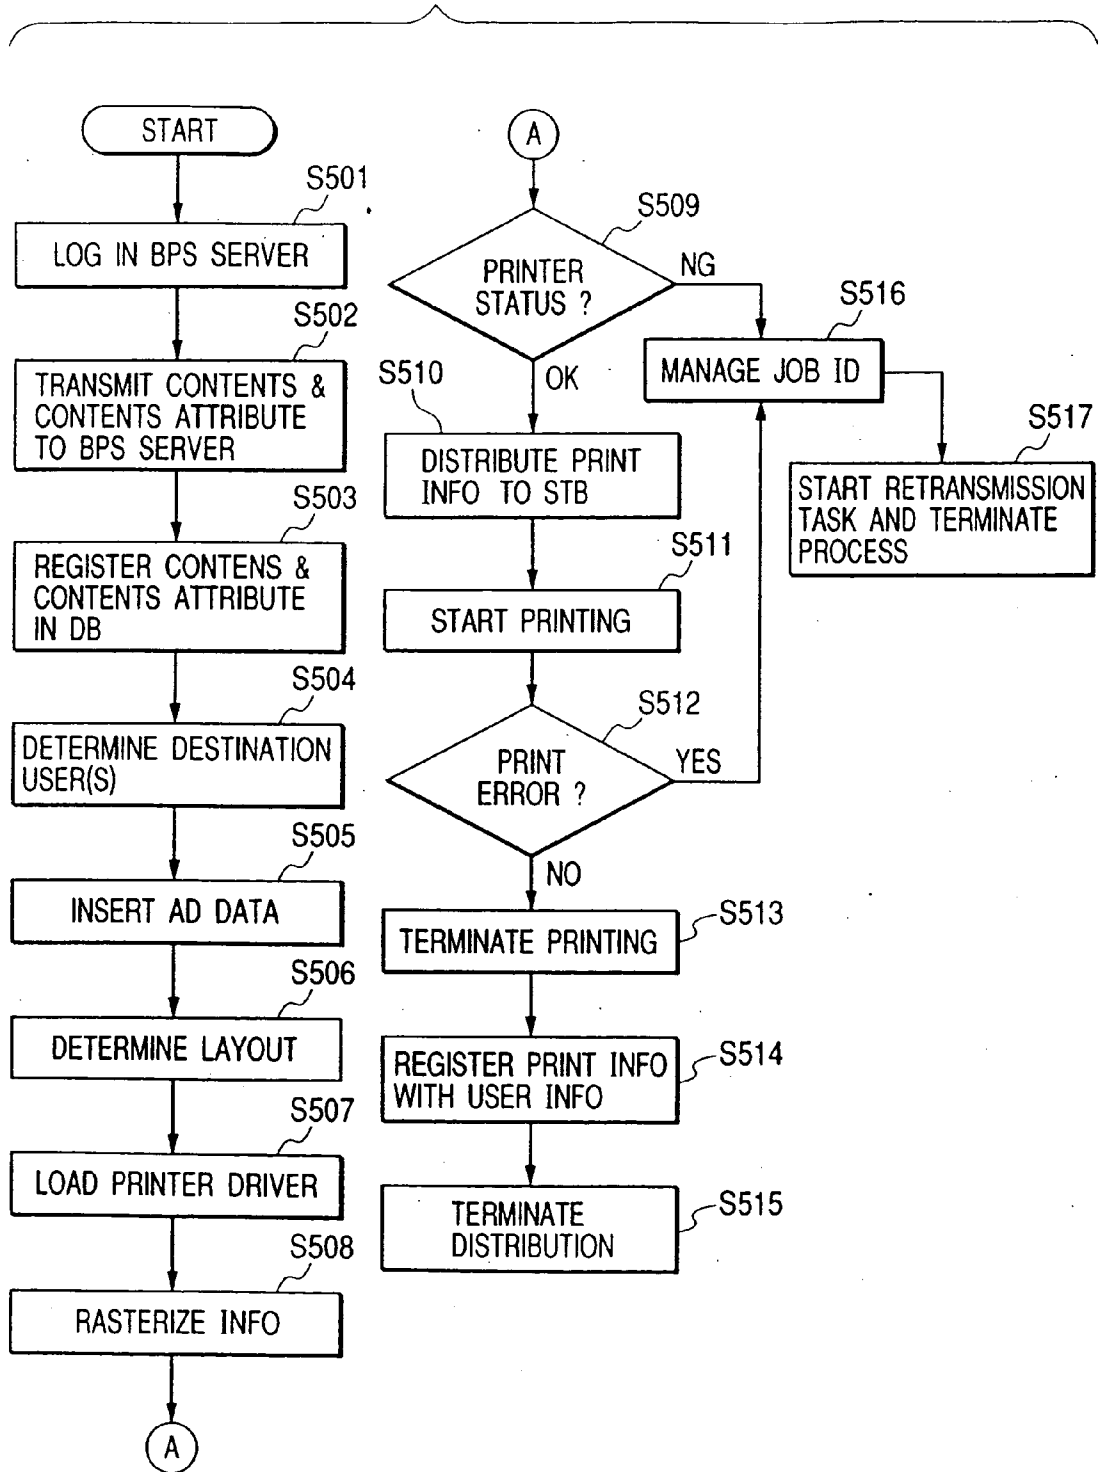 START
S501
LOG IN BPS SERVER
S502
TRANSMIT CONTENTS &
CONTENTS ATTRIBUTE
TO BPS SERVER
S503
REGISTER CONTENS &
CONTENTS ATTRIBUTE
IN DB
S504
DETERMINE DESTINATION
USER(S)
S505
INSERT AD DATA
S506
DETERMINE LAYOUT
S507
LOAD PRINTER DRIVER
S508
RASTERIZE INFO
A
A
S509
PRINTER
STATUS ?
NG
OK
S510
DISTRIBUTE PRINT
INFO TO STB
S511
START PRINTING
S512
PRINT
ERROR ?
YES
NO
S513
TERMINATE PRINTING
S514
REGISTER PRINT INFO
WITH USER INFO
S515
TERMINATE
DISTRIBUTION
S516
MANAGE JOB ID
S517
START RETRANSMISSION
TASK AND TERMINATE
PROCESS